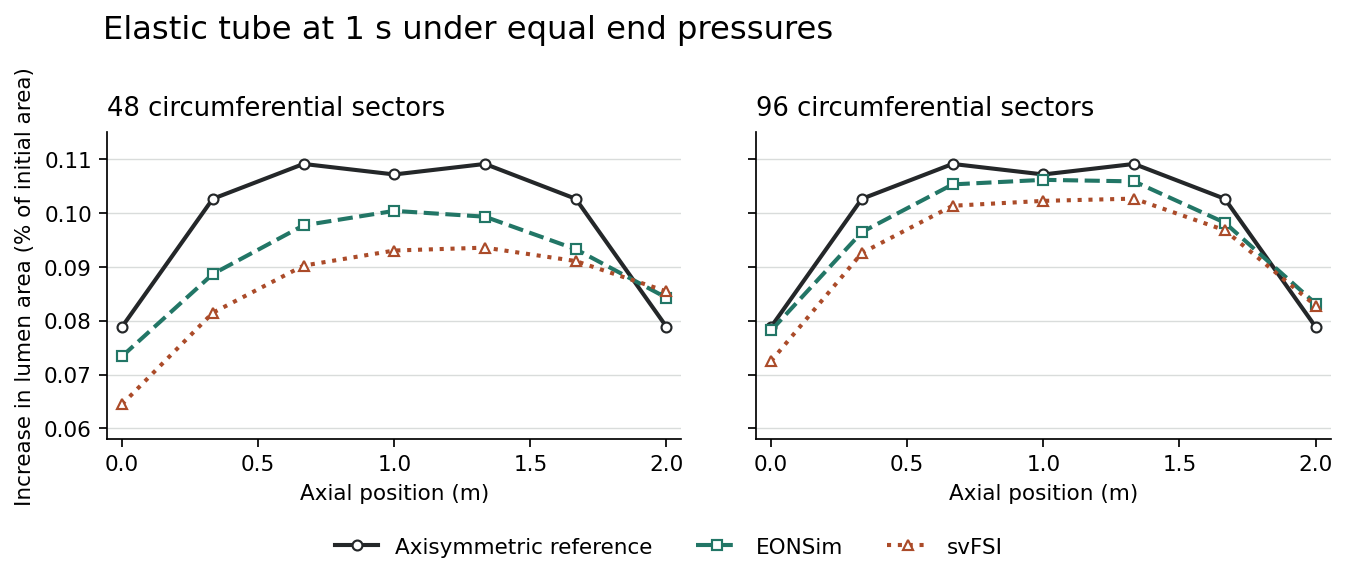 Elastic tube at 1 s under equal end pressures
48 circumferential sectors
96 circumferential sectors
Increase in lumen area (% of initial area)
0.11
0.10
0.09
0.08
0.07
0.06
0.0 0.5 1.0 1.5 2.0
0.0 0.5 1.0 1.5 2.0
Axial position (m)
Axial position (m)
Axisymmetric reference
EONSim
svFSI